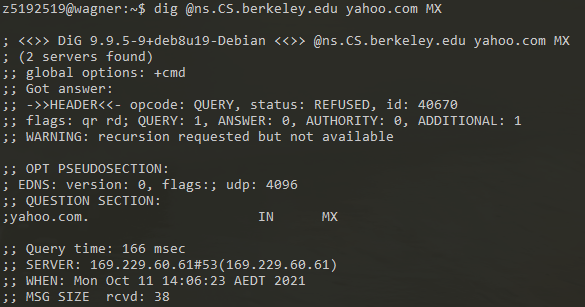 z5192519@wagner:~$ dig @ns.CS.berkeley.edu yahoo.com MX
; <<>> DiG 9.9.5-9+deb8u19-Debian <<>> @ns.CS.berkeley.edu yahoo.com MX
; (2 servers found)
;; global options: +cmd
;; Got answer:
;; ->>HEADER<<- opcode: QUERY, status: REFUSED, id: 40670
;; flags: qr rd; QUERY: 1, ANSWER: 0, AUTHORITY: 0, ADDITIONAL: 1
;; WARNING: recursion requested but not available
;; OPT PSEUDOSECTION:
; EDNS: version: 0, flags:; udp: 4096
;; QUESTION SECTION:
;yahoo.com. IN MX
;; Query time: 166 msec
;; SERVER: 169.229.60.61#53(169.229.60.61)
;; WHEN: Mon Oct 11 14:06:23 AEDT 2021
;; MSG SIZE rcvd: 38